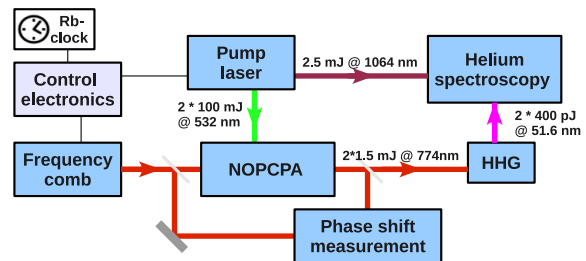 Rb-
clock
Control
electronics
Frequency
comb
Pump
laser
2.5 mJ @ 1064 nm
Helium
spectroscopy
2 * 100 mJ
@ 532 nm
2 * 400 pJ
@ 51.6 nm
NOPCPA
2*1.5 mJ @ 774nm
HHG
Phase shift
measurement